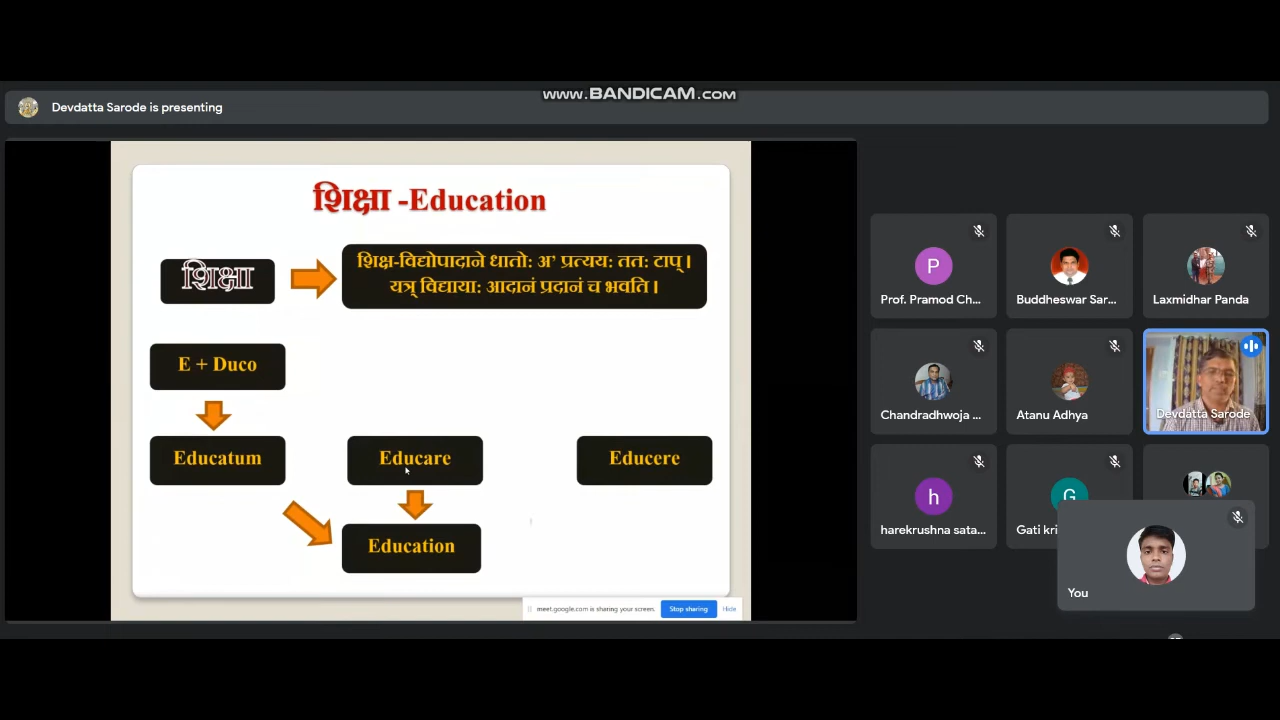 www.BANDICAM.com
Devdatta Sarode is presenting
शिक्षा -Education
शिक्षा
शिक्ष-विद्योपादाने धातो: अ’ प्रत्यय: तत: टाप् ।
यत्र् विद्याया: आदानं प्रदानं च भवति ।
E + Duco
Educatum
Educare
Educere
Education
meet.google.com is sharing your screen.
Stop sharing
Hide
P
Prof. Pramod Ch...
Buddheswar Sar...
Laxmidhar Panda
Chandradhwoja ...
Atanu Adhya
Devdatta Sarode
h
harekrushna sata...
G
Gati kri
You